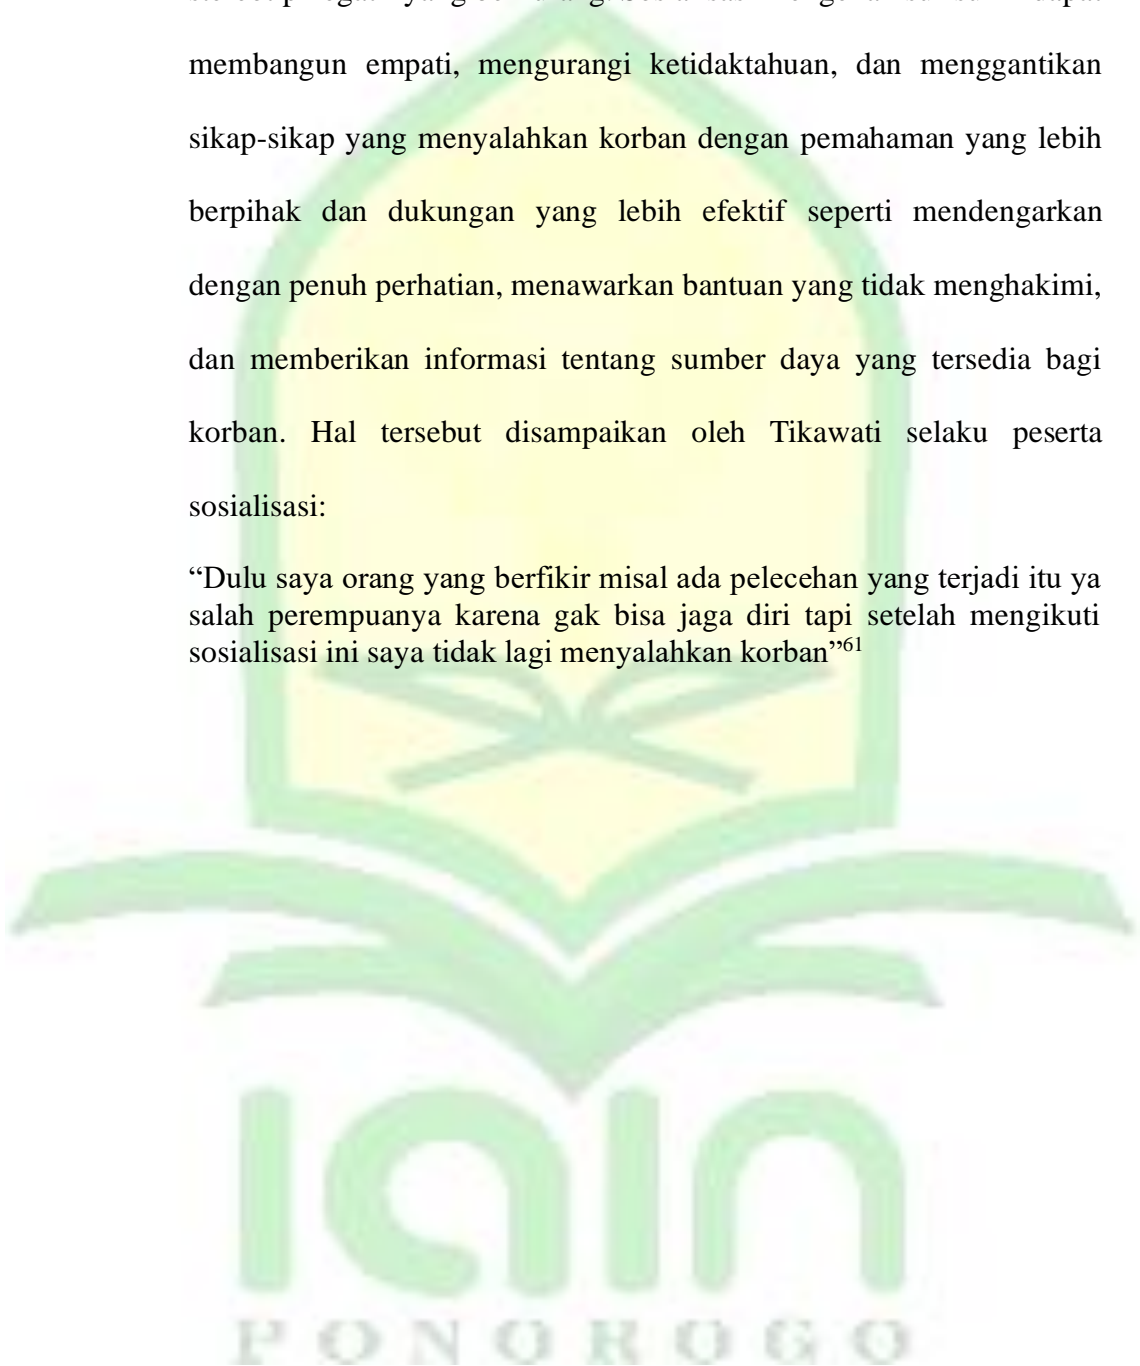 membangun empati, mengurangi ketidaktahuan, dan menggantikan
sikap-sikap yang menyalahkan korban dengan pemahaman yang lebih
berpihak dan dukungan yang lebih efektif seperti mendengarkan
dengan penuh perhatian, menawarkan bantuan yang tidak menghakimi,
dan memberikan informasi tentang sumber daya yang tersedia bagi
korban. Hal tersebut disampaikan oleh Tikawati selaku peserta
sosialisasi:
“Dulu saya orang yang berfikir misal ada pelecehan yang terjadi itu ya
salah perempuanya karena gak bisa jaga diri tapi setelah mengikuti
sosialisasi ini saya tidak lagi menyalahkan korban”61
iain
PONOROGO